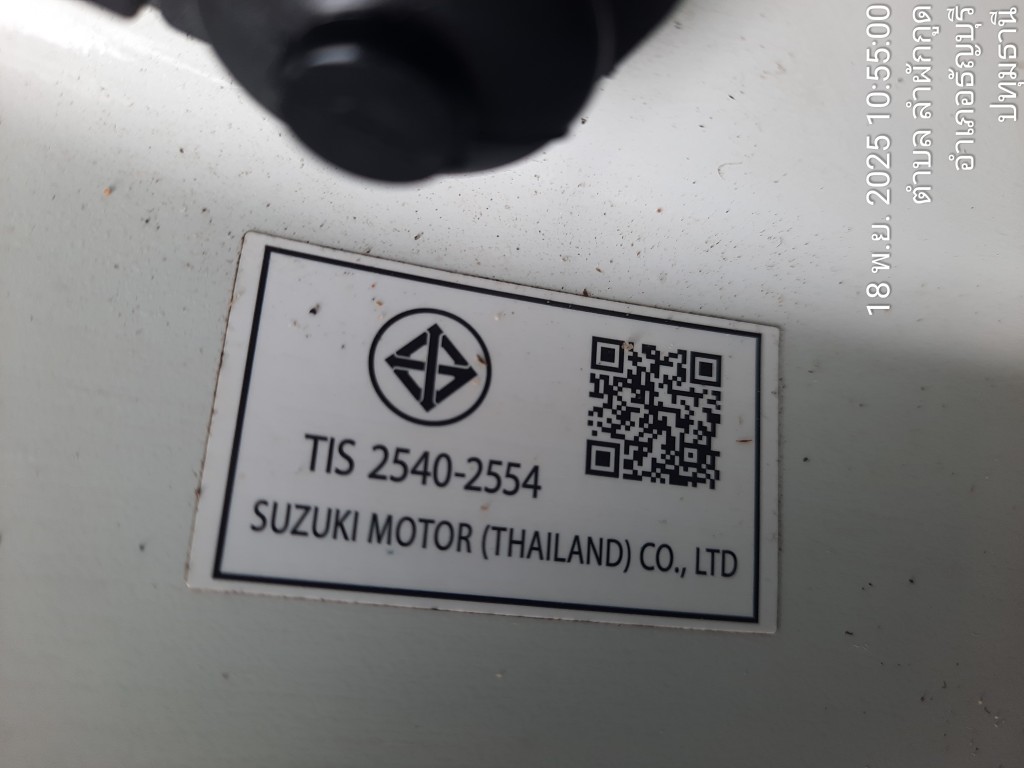 TIS 2540-2554
SUZUKI MOTOR (THAILAND) CO., LTD
18 พ.ย. 2025 10:55:00
ตำบล ลำผักกูด
อำเภอธัญบุรี
ปทุมธานี